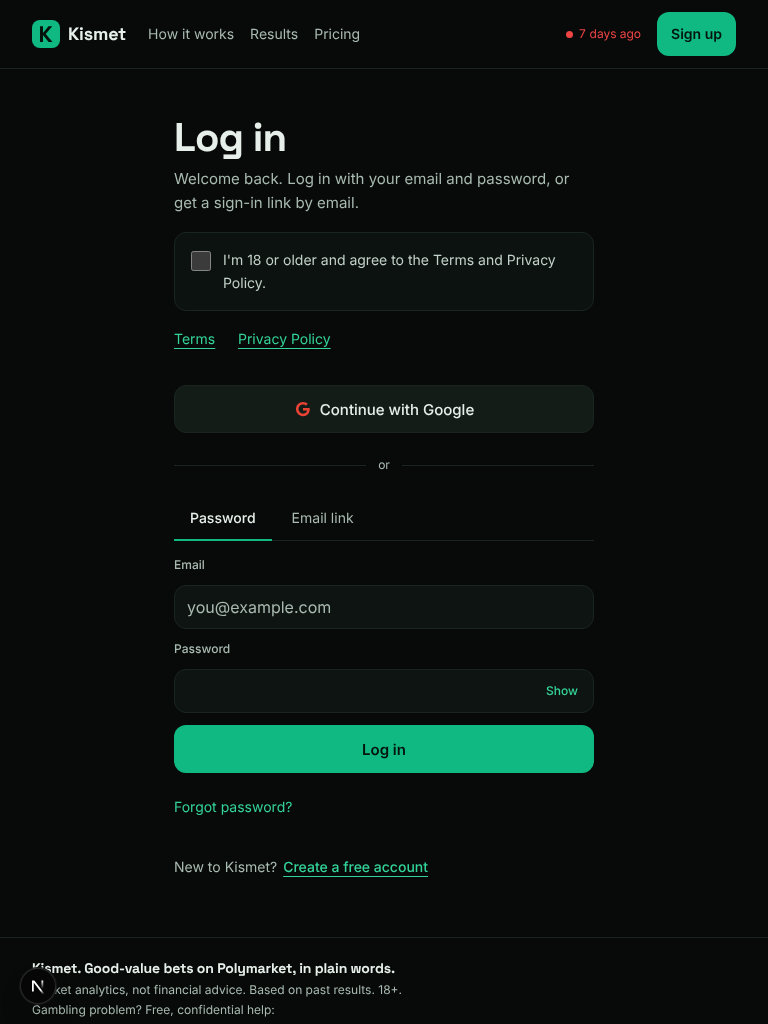 Kismet
How it works
Results
Pricing
7 days ago
Sign up
Log in
Welcome back. Log in with your email and password, or
get a sign-in link by email.
I'm 18 or older and agree to the Terms and Privacy
Policy.
Terms
Privacy Policy
Continue with Google
or
Password
Email link
Email
you@example.com
Password
Show
Log in
Forgot password?
New to Kismet? Create a free account
Kismet. Good-value bets on Polymarket, in plain words.
analytics, not financial advice. Based on past results. 18+.
Gambling problem? Free, confidential help: